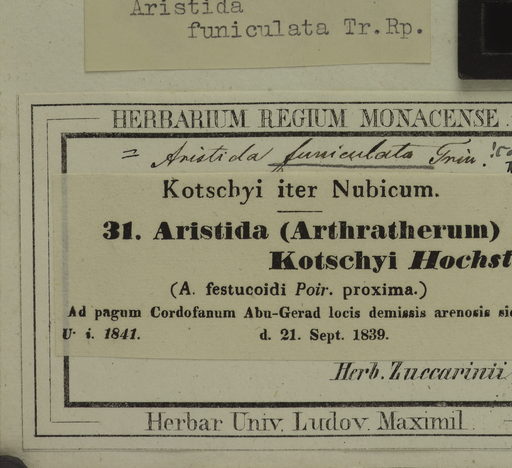 Aristida
funiculata Tr. Rp.
HERBARIUM REGIUM MONACENSE.
= Aristida funiculata Trin.!
Kotschyi iter Nubicum.
31. Aristida (Arthratherum)
Kotschyi Hochst
(A. festucoidi Poir. proxima.)
Ad pagum Cordofanum Abu-Gerad locis demissis arenosis
U. i. 1841. d. 21. Sept. 1839.
Herb. Zuccarinii
Herbar Univ. Ludov. Maximil.